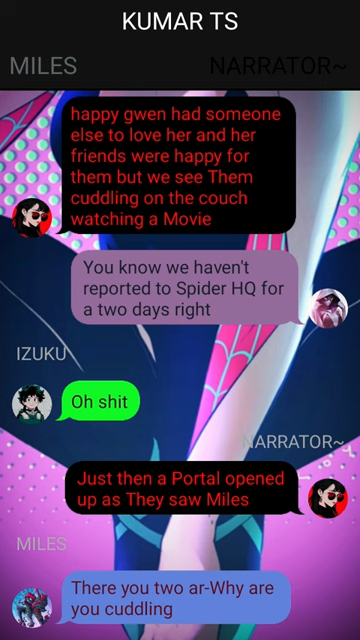 KUMAR TS
MILES
NARRATOR~
happy gwen had someone
else to love her and her
friends were happy for
them but we see Them
cuddling on the couch
watching a Movie
You know we haven't
reported to Spider HQ for
a two days right
IZUKU
Oh shit
NARRATOR~
Just then a Portal opened
up as They saw Miles
MILES
There you two ar-Why are
you cuddling